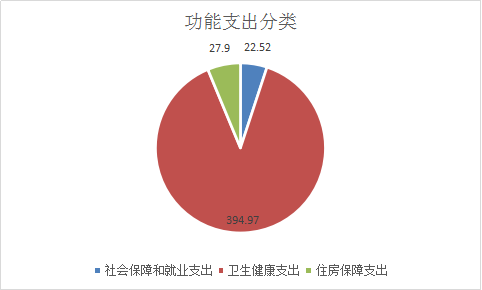 功能支出分类
27.9 22.52
394.97
社会保障和就业支出 卫生健康支出 住房保障支出